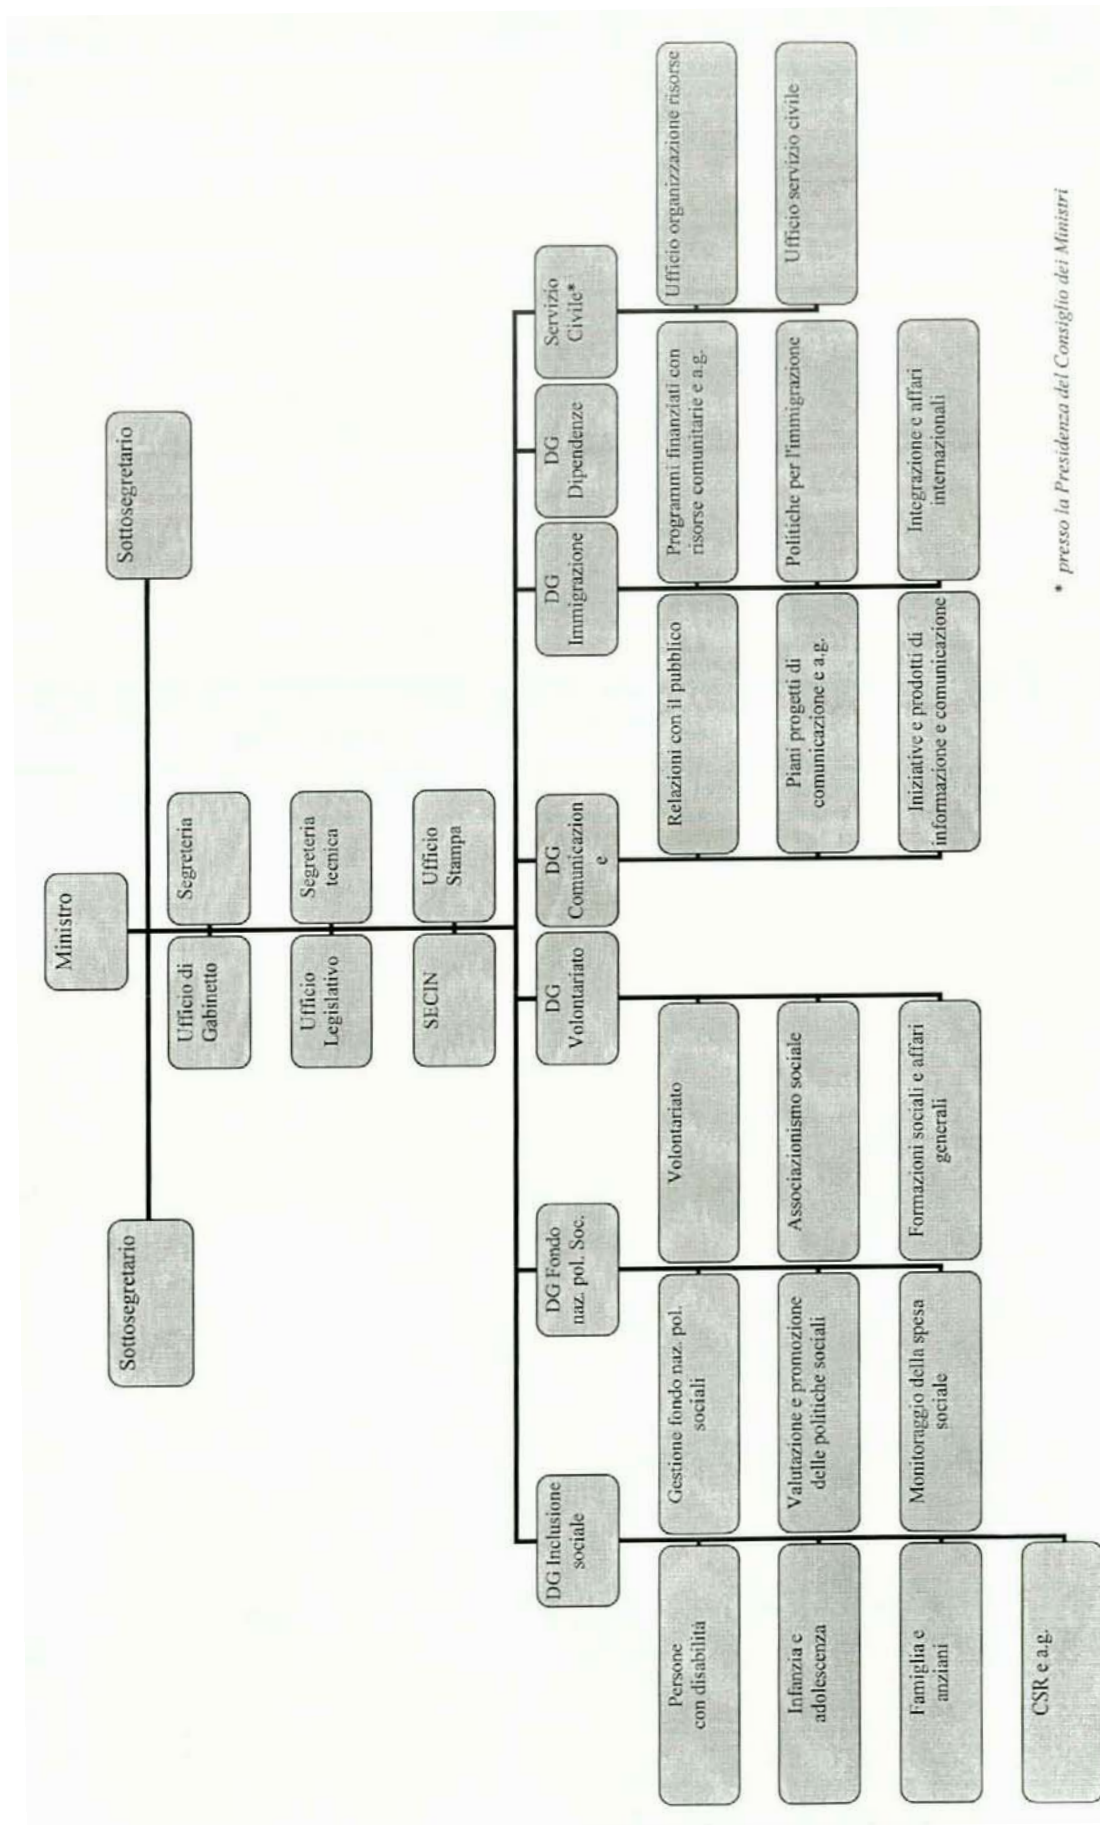 Ministro
Sottosegretario
Sottosegretario
Ufficio di
Gabinetto
Segreteria
Ufficio
Legislativo
Segreteria
tecnica
SECIN
Ufficio
Stampa
DG Inclusione
sociale
DG Fondo
naz. pol. Soc.
DG
Volontariato
DG
Comunicazion
e
DG
Immigrazione
DG
Dipendenze
Servizio
Civile*
Persone
con disabilità
Gestione fondo naz. pol.
sociali
Volontariato
Relazioni con il pubblico
Programmi finanziati con
risorse comunitarie e a.g.
Ufficio organizzazione risorse
Infanzia e
adolescenza
Valutazione e promozione
delle politiche sociali
Associazionismo sociale
Piani progetti di
comunicazione e a.g.
Politiche per l'immigrazione
Ufficio servizio civile
Famiglia e
anziani
Monitoraggio della spesa
sociale
Formazioni sociali e affari
generali
Iniziative e prodotti di
informazione e comunicazione
Integrazione e affari
internazionali
CSR e a.g.
* presso la Presidenza del Consiglio dei Ministri